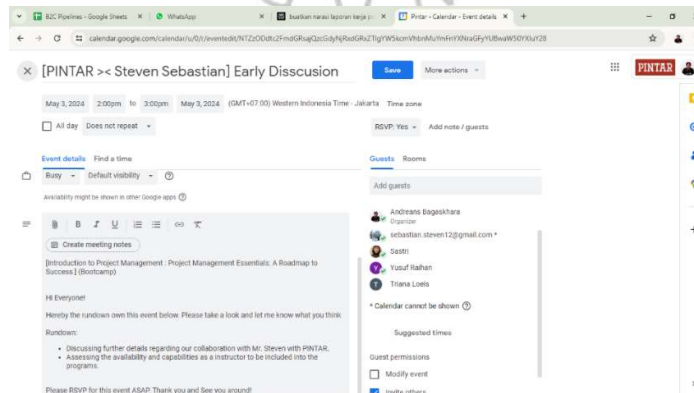 B2C Pipelines - Google Sheets
WhatsApp
buatkan narasi laporan kerja pr
Pintar - Calendar - Event details
[PINTAR >< Steven Sebastian] Early Disscusion
Save
More actions
PINTAR
May 3, 2024 2:00pm to 3:00pm May 3, 2024 (GMT+07:00) Western Indonesia Time - Jakarta Time zone
All day Does not repeat
RSVP: Yes Add note / guests
Event details Find a time
Guests Rooms
Busy Default visibility
Add guests
Availability might be shown in other Google apps
Andreans Bagaskhara
Organizer
B I U
sebastian.steven12@gmail.com *
Create meeting notes
Sastri
[Introduction to Project Management : Project Management Essentials: A Roadmap to
Success ] (Bootcamp)
Yusuf Raihan
Triana Loeis
Hi Everyone!
* Calendar cannot be shown
Hereby the rundown own this event below. Please take a look and let me know what you think
Suggested times
Rundown:
Discussing further details regarding our collaboration with Mr. Steven with PINTAR.
Assessing the availability and capabilities as a instructor to be included into the
programs.
Guest permissions
Modify event
Please RSVP for this event ASAP. Thank you and See you around!
Invite others